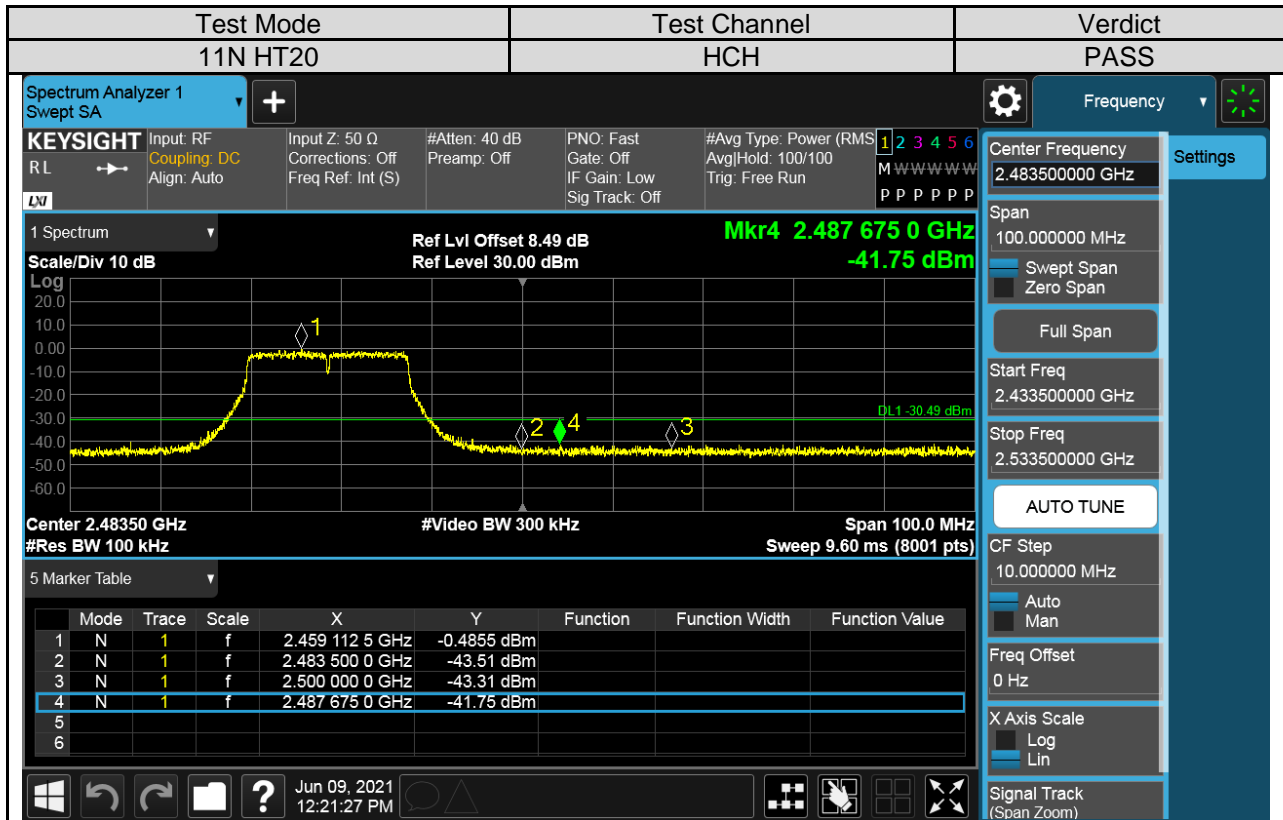 Test Mode Test Channel Verdict
11N HT20 HCH PASS
Spectrum Analyzer 1
Swept SA
+
Frequency
KEYSIGHT
RL
LXI
Input: RF
Coupling: DC
Align: Auto
Input Z: 50 Ω
Corrections: Off
Freq Ref: Int (S)
#Atten: 40 dB
Preamp: Off
PNO: Fast
Gate: Off
IF Gain: Low
Sig Track: Off
#Avg Type: Power (RMS
Avg|Hold: 100/100
Trig: Free Run
1 2 3 4 5 6
M W W W W W
P P P P P P
1 Spectrum
Scale/Div 10 dB
Ref Lvl Offset 8.49 dB
Ref Level 30.00 dBm
Mkr4 2.487 675 0 GHz
-41.75 dBm
Log
20.0
10.0
0.00
-10.0
-20.0
-30.0
-40.0
-50.0
-60.0
1
2
4
3
DL1 -30.49 dBm
Center 2.48350 GHz #Video BW 300 kHz Span 100.0 MHz
#Res BW 100 kHz Sweep 9.60 ms (8001 pts)
5 Marker Table
Mode Trace Scale X Y Function Function Width Function Value
1 N 1 f 2.459 112 5 GHz -0.4855 dBm
2 N 1 f 2.483 500 0 GHz -43.51 dBm
3 N 1 f 2.500 000 0 GHz -43.31 dBm
4 N 1 f 2.487 675 0 GHz -41.75 dBm
5
6
?
Jun 09, 2021
12:21:27 PM
Center Frequency
2.483500000 GHz
Settings
Span
100.000000 MHz
Swept Span
Zero Span
Full Span
Start Freq
2.433500000 GHz
Stop Freq
2.533500000 GHz
AUTO TUNE
CF Step
10.000000 MHz
Auto
Man
Freq Offset
0 Hz
X Axis Scale
Log
Lin
Signal Track
(Span Zoom)